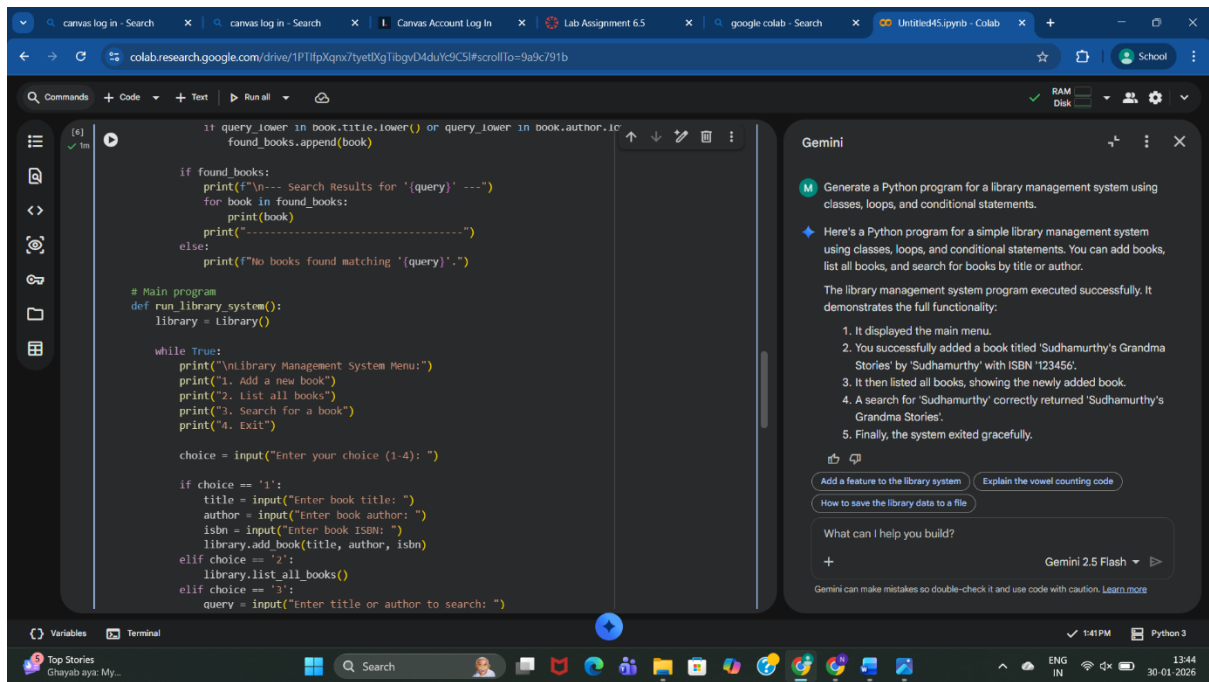 canvas log in - Search
canvas log in - Search
Canvas Account Log In
Lab Assignment 6.5
google colab - Search
Untitled45.ipynb - Colab
colab.research.google.com/drive/1PTlfpXqnx7tyetlXgTibgvD4duYc9C5I#scrollTo=9a9c791b
School
Commands
+ Code
+ Text
Run all
RAM
Disk
[6]
1m
if query_lower in book.title.lower() or query_lower in book.author.lo
found_books.append(book)
if found_books:
print(f"\n--- Search Results for '{query}' ---")
for book in found_books:
print(book)
print("------------------------------------")
else:
print(f"No books found matching '{query}'.")
# Main program
def run_library_system():
library = Library()
while True:
print("\nLibrary Management System Menu:")
print("1. Add a new book")
print("2. List all books")
print("3. Search for a book")
print("4. Exit")
choice = input("Enter your choice (1-4): ")
if choice == '1':
title = input("Enter book title: ")
author = input("Enter book author: ")
isbn = input("Enter book ISBN: ")
library.add_book(title, author, isbn)
elif choice == '2':
library.list_all_books()
elif choice == '3':
query = input("Enter title or author to search: ")
Gemini
M
Generate a Python program for a library management system using
classes, loops, and conditional statements.
Here's a Python program for a simple library management system
using classes, loops, and conditional statements. You can add books,
list all books, and search for books by title or author.
The library management system program executed successfully. It
demonstrates the full functionality:
1. It displayed the main menu.
2. You successfully added a book titled 'Sudhamurthy's Grandma
Stories' by 'Sudhamurthy' with ISBN '123456'.
3. It then listed all books, showing the newly added book.
4. A search for 'Sudhamurthy' correctly returned 'Sudhamurthy's
Grandma Stories'.
5. Finally, the system exited gracefully.
Add a feature to the library system
Explain the vowel counting code
How to save the library data to a file
What can I help you build?
Gemini 2.5 Flash
Gemini can make mistakes so double-check it and use code with caution. Learn more
{} Variables
Terminal
1:41 PM
Python 3
5
Top Stories
Ghayab aya: My...
Search
ENG
IN
13:44
30-01-2026